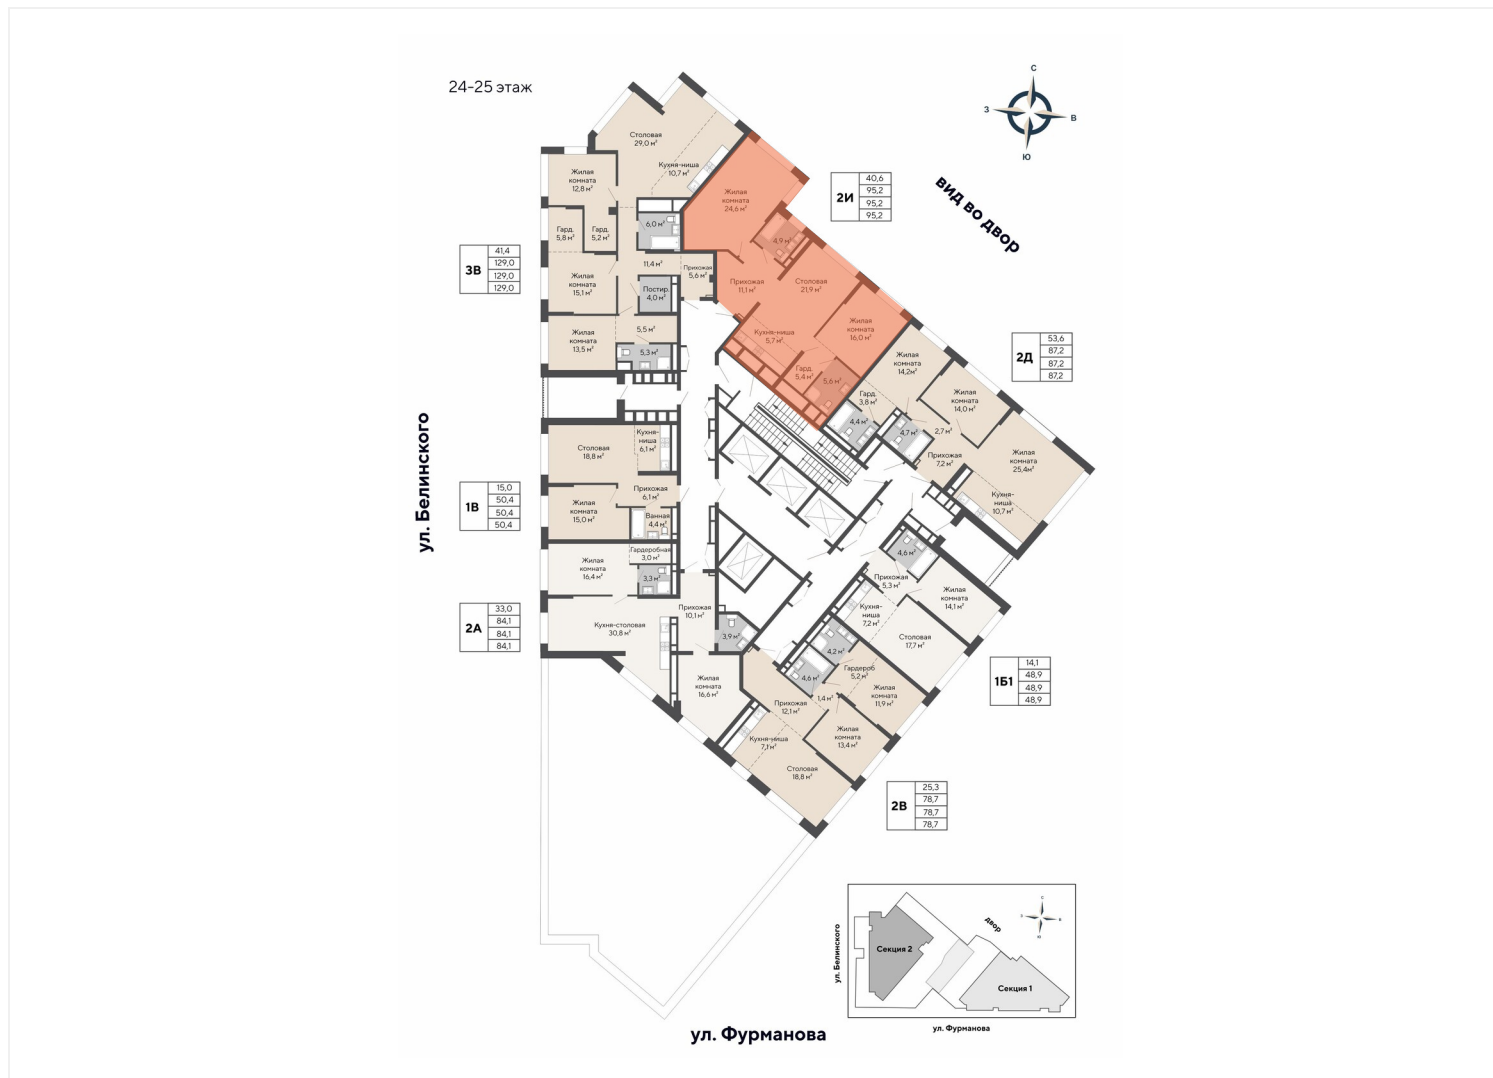 24-25 этаж
С
З
В
Ю
вид во двор
ул. Белинского
ул. Фурманова
Столовая
29,0 м²
Кухня-ниша
10,7 м²
Жилая
комната
12,8 м²
Гард.
5,8 м²
Гард.
5,2 м²
6,0 м²
11,4 м²
Прихожая
5,6 м²
Жилая
комната
15,1 м²
Постир.
4,0 м²
Жилая
комната
13,5 м²
5,5 м²
5,3 м²
3В
41,4
129,0
129,0
129,0
Жилая
комната
24,6 м²
4,9 м²
Прихожая
11,1 м²
Столовая
21,9 м²
Кухня-ниша
5,7 м²
Жилая
комната
16,0 м²
Гард.
5,4 м²
5,6 м²
2И
40,6
95,2
95,2
95,2
Жилая
комната
14,2м²
Гард.
3,8 м²
4,4 м²
4,7 м²
2,7 м²
Жилая
комната
14,0 м²
Прихожая
7,2 м²
Жилая
комната
25,4м²
Кухня-
ниша
10,7 м²
2Д
53,6
87,2
87,2
87,2
Столовая
18,8 м²
Кухня-
ниша
6,1 м²
Прихожая
6,1 м²
Жилая
комната
15,0 м²
Ванная
4,4 м²
1В
15,0
50,4
50,4
50,4
Гардеробная
3,0 м²
Жилая
комната
16,4 м²
3,3 м²
Кухня-столовая
30,8 м²
Прихожая
10,1 м²
3,9 м²
Жилая
комната
16,6 м²
2А
33,0
84,1
84,1
84,1
4,6 м²
Прихожая
5,3 м²
Жилая
комната
14,1 м²
Кухня-
ниша
7,2 м²
Столовая
17,7 м²
1Б1
14,1
48,9
48,9
48,9
4,2 м²
4,6 м²
Гардероб
5,2 м²
1,4 м²
Жилая
комната
11,9 м²
Прихожая
12,1 м²
Жилая
комната
13,4 м²
Кухня-ниша
7,1 м²
Столовая
18,8 м²
2В
25,3
78,7
78,7
78,7
ул. Белинского
Секция 2
двор
Секция 1
ул. Фурманова